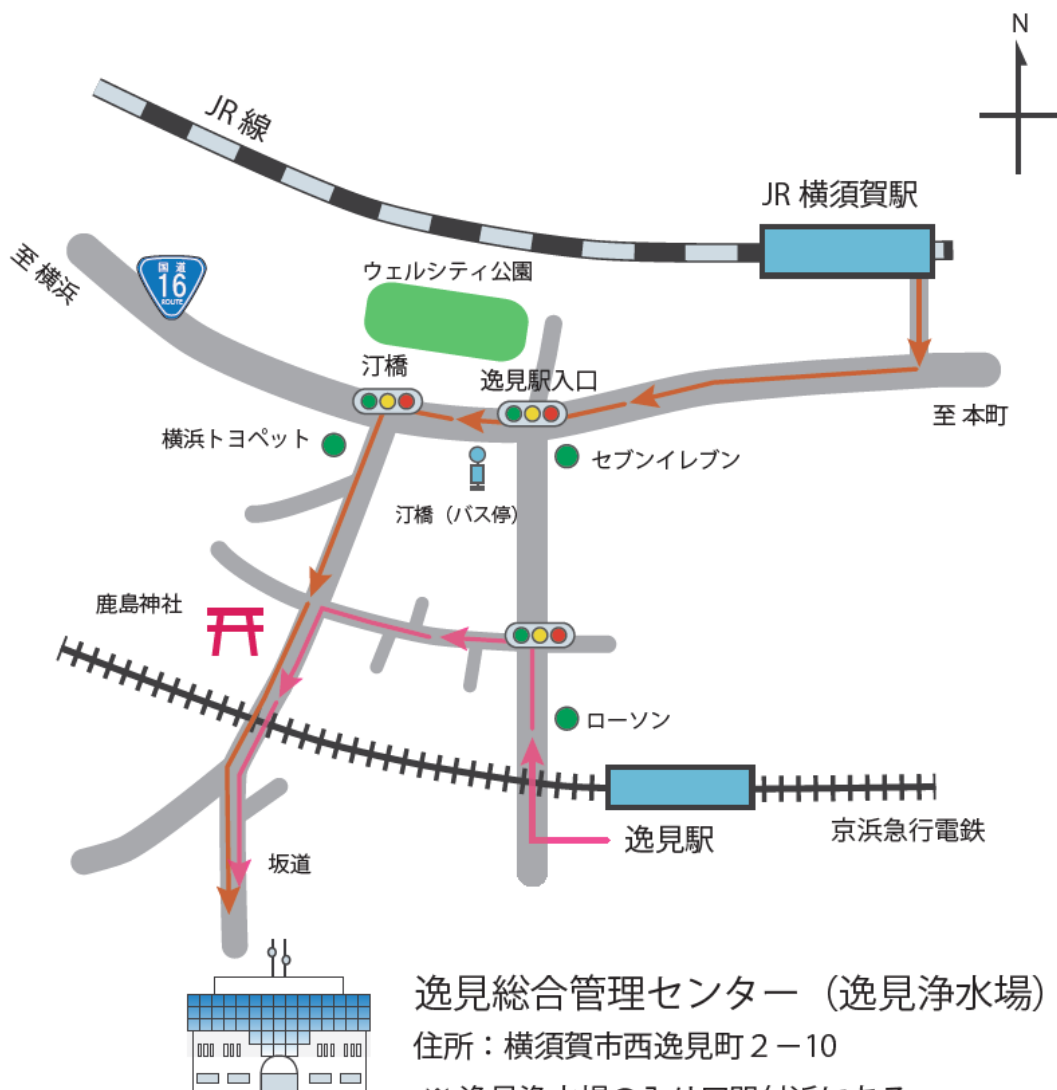 N
JR 線
JR 横須賀駅
至 横浜
国道
16
ROUTE
ウェルシティ公園
汀橋
逸見駅入口
至 本町
横浜トヨペット
セブンイレブン
汀橋（バス停）
鹿島神社
ローソン
逸見駅
京浜急行電鉄
坂道
逸見総合管理センター（逸見浄水場）
住所：横須賀市西逸見町２－10